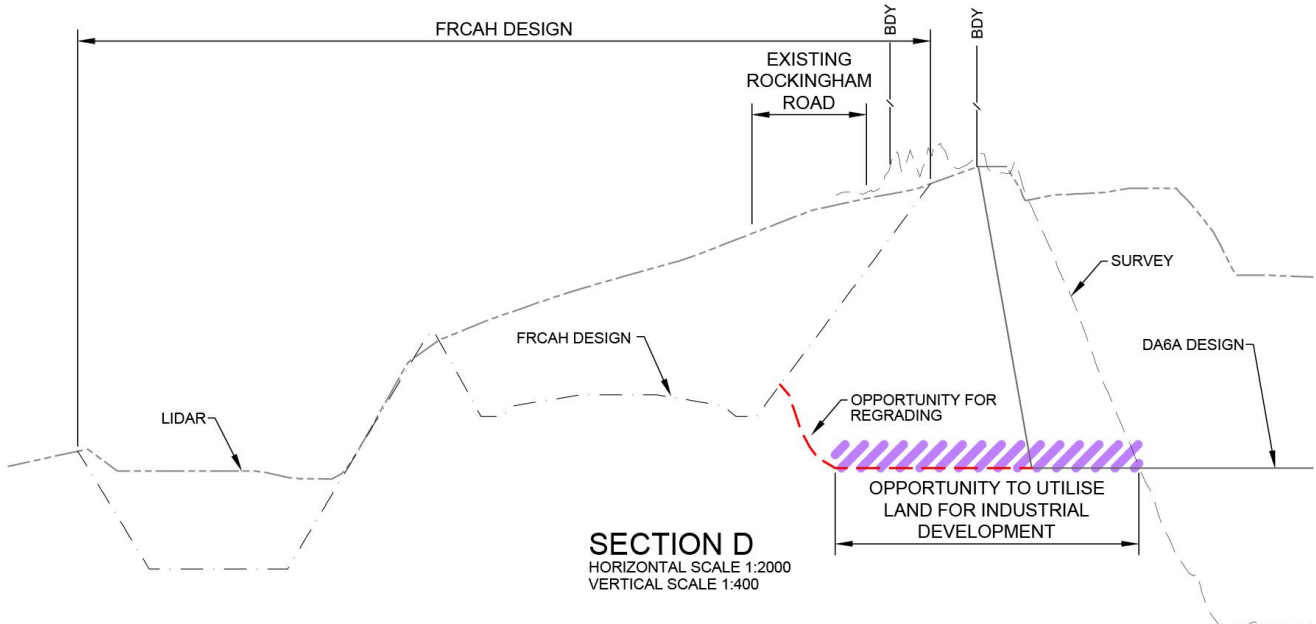 FRCAH DESIGN
BDY
BDY
EXISTING
ROCKINGHAM
ROAD
SURVEY
FRCAH DESIGN
DA6A DESIGN
LIDAR
OPPORTUNITY FOR
REGRADING
OPPORTUNITY TO UTILISE
LAND FOR INDUSTRIAL
DEVELOPMENT
SECTION D
HORIZONTAL SCALE 1:2000
VERTICAL SCALE 1:400